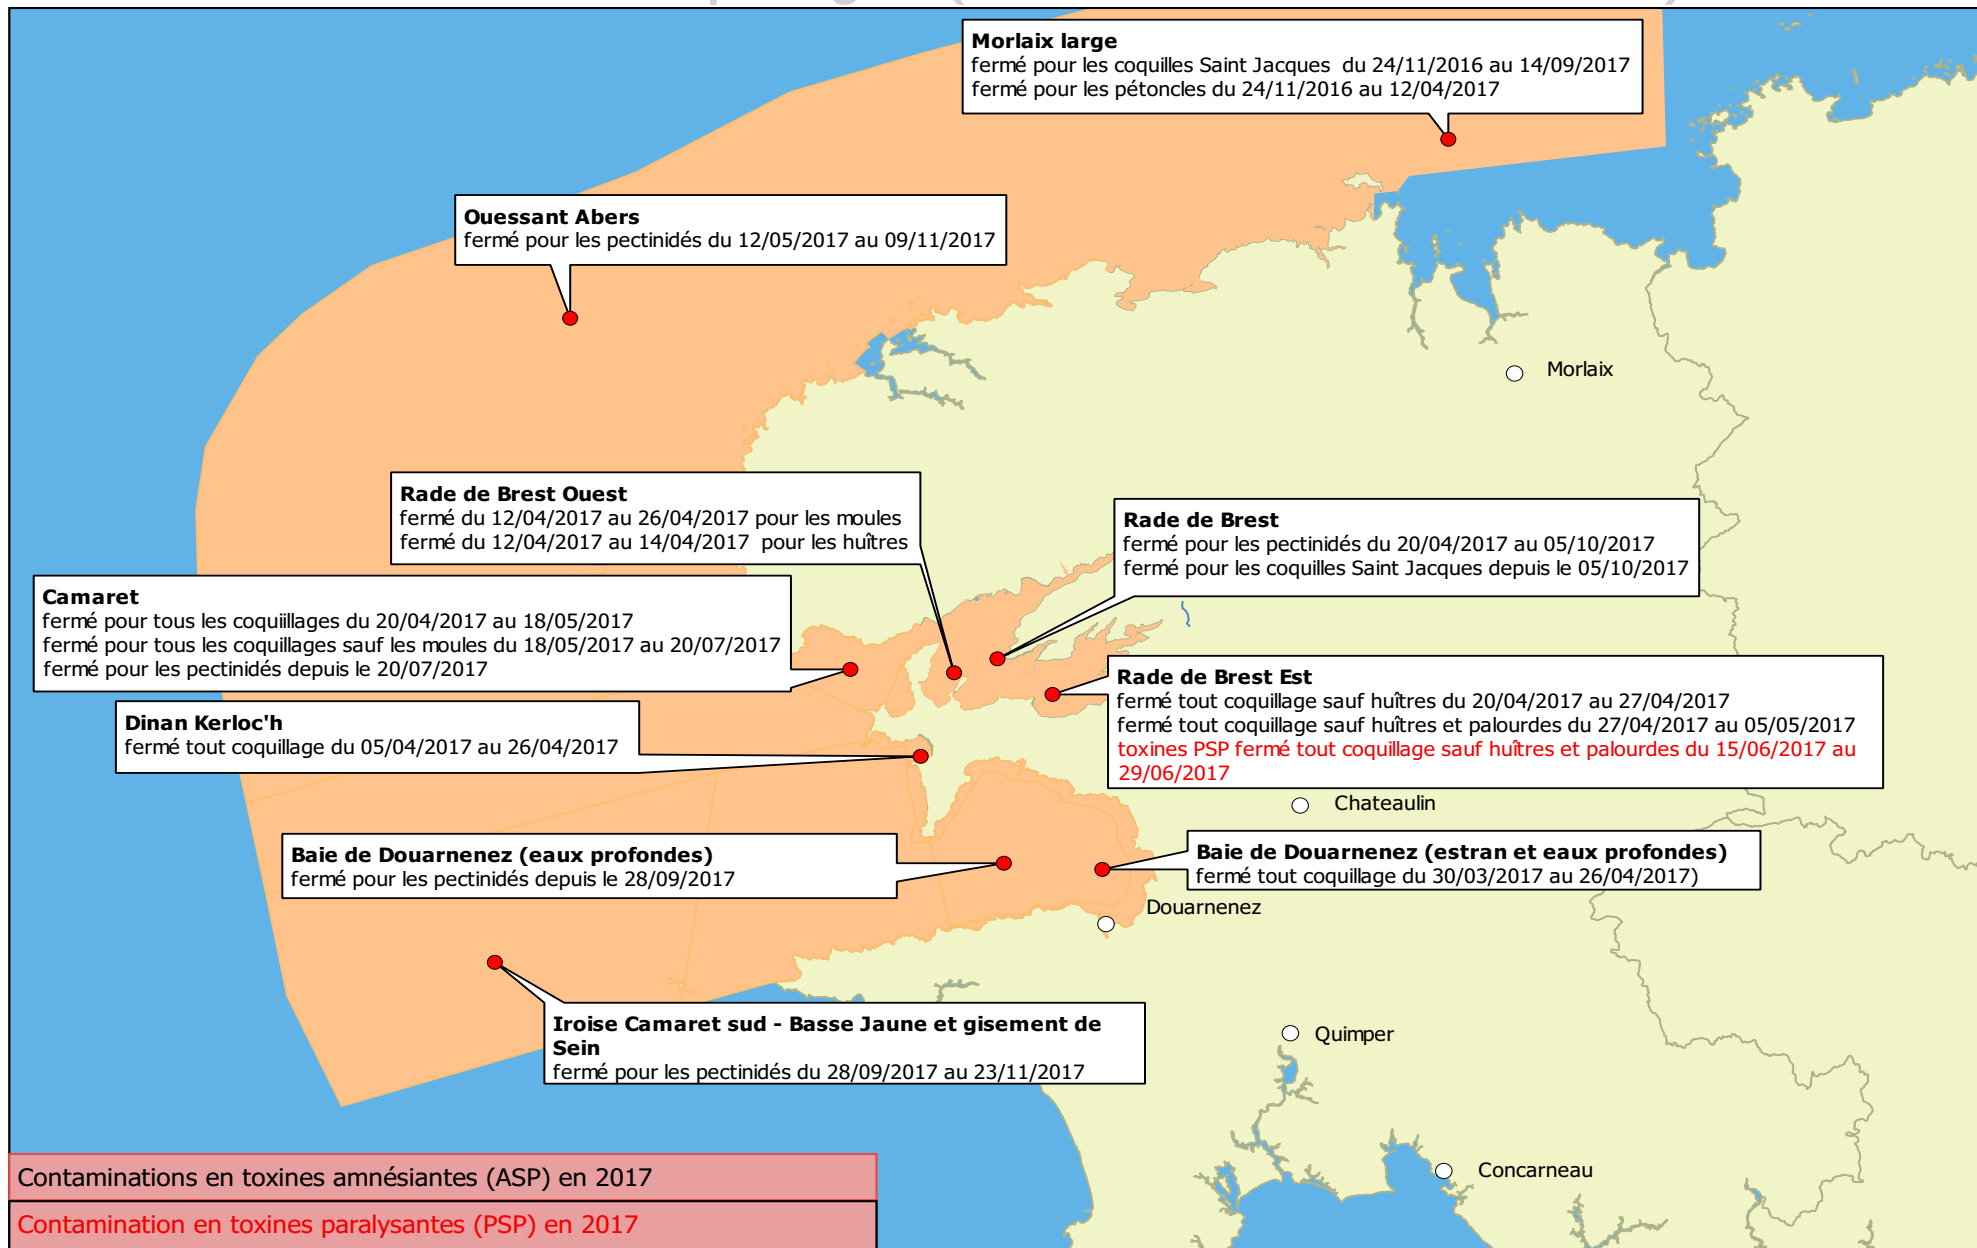 Morlaix large
fermé pour les coquilles Saint Jacques du 24/11/2016 au 14/09/2017
fermé pour les pétoncles du 24/11/2016 au 12/04/2017
Ouessant Abers
fermé pour les pectinidés du 12/05/2017 au 09/11/2017
Morlaix
Rade de Brest Ouest
fermé du 12/04/2017 au 26/04/2017 pour les moules
fermé du 12/04/2017 au 14/04/2017 pour les huîtres
Rade de Brest
fermé pour les pectinidés du 20/04/2017 au 05/10/2017
fermé pour les coquilles Saint Jacques depuis le 05/10/2017
Camaret
fermé pour tous les coquiillages du 20/04/2017 au 18/05/2017
fermé pour tous les coquillages sauf les moules du 18/05/2017 au 20/07/2017
fermé pour les pectinidés depuis le 20/07/2017
Rade de Brest Est
fermé tout coquillage sauf huîtres du 20/04/2017 au 27/04/2017
fermé tout coquillage sauf huîtres et palourdes du 27/04/2017 au 05/05/2017
toxines PSP fermé tout coquillage sauf huîtres et palourdes du 15/06/2017 au
29/06/2017
Dinan Kerloc'h
fermé tout coquillage du 05/04/2017 au 26/04/2017
Chateaulin
Baie de Douarnenez (eaux profondes)
fermé pour les pectinidés depuis le 28/09/2017
Baie de Douarnenez (estran et eaux profondes)
fermé tout coquillage du 30/03/2017 au 26/04/2017)
Douarnenez
Iroise Camaret sud - Basse Jaune et gisement de
Sein
fermé pour les pectinidés du 28/09/2017 au 23/11/2017
Quimper
Concarneau
Contaminations en toxines amnésiantes (ASP) en 2017
Contamination en toxines paralysantes (PSP) en 2017